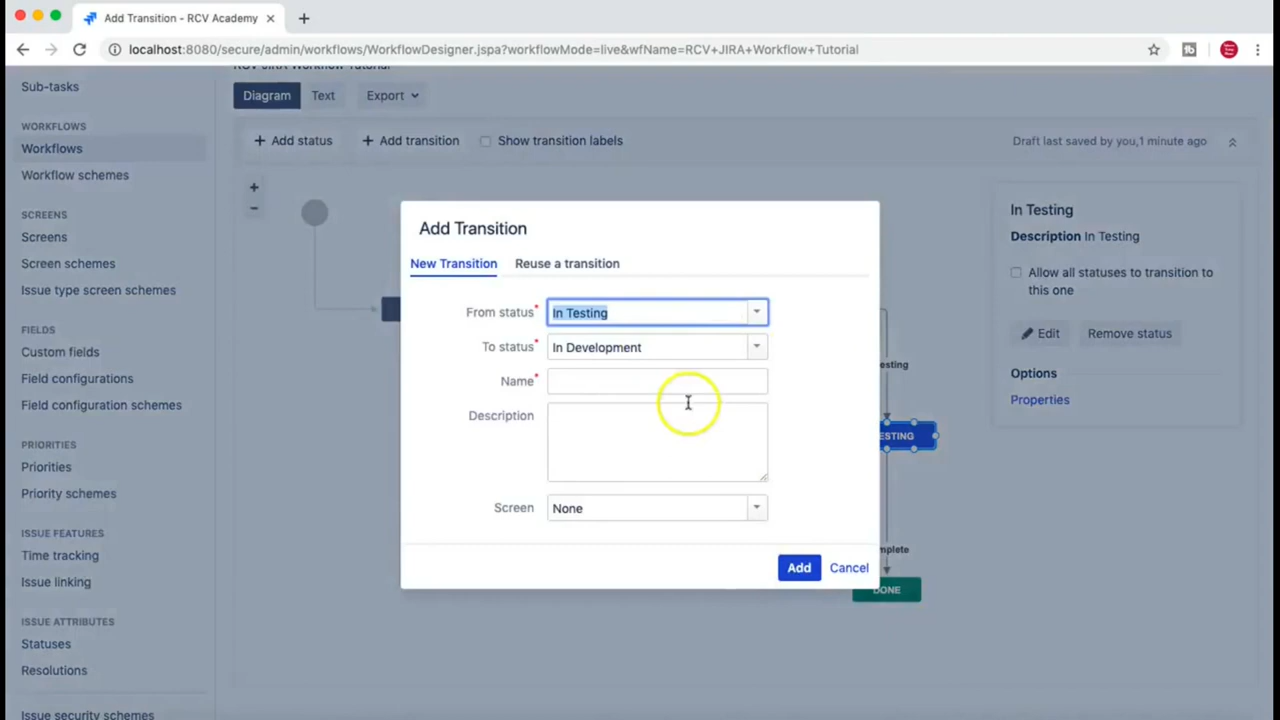 Add Transition - RCV Academy
localhost:8080/secure/admin/workflows/WorkflowDesigner.jspa?workflowMode=live&wfName=RCV+JIRA+Workflow+Tutorial
RCV JIRA Workflow Tutorial
Sub-tasks
WORKFLOWS
Workflows
Workflow schemes
SCREENS
Screens
Screen schemes
Issue type screen schemes
FIELDS
Custom fields
Field configurations
Field configuration schemes
PRIORITIES
Priorities
Priority schemes
ISSUE FEATURES
Time tracking
Issue linking
ISSUE ATTRIBUTES
Statuses
Resolutions
Issue security schemes
Diagram Text Export
+ Add status + Add transition Show transition labels Draft last saved by you,1 minute ago
+
-
Add Transition
New Transition Reuse a transition
From status* In Testing
To status* In Development
Name*
Description
Screen None
Add Cancel
esting
ESTING
mplete
DONE
In Testing
Description In Testing
Allow all statuses to transition to
this one
Edit Remove status
Options
Properties